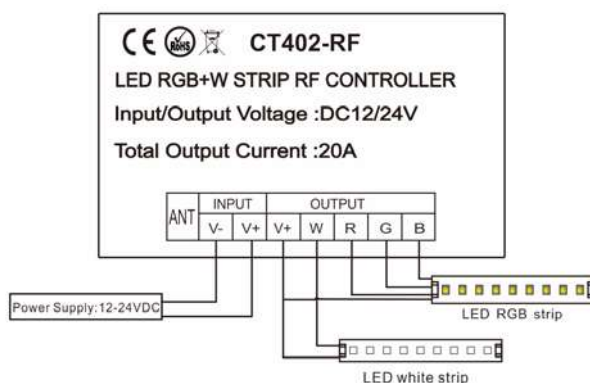 CE RoHS CT402-RF
LED RGB+W STRIP RF CONTROLLER
Input/Output Voltage :DC12/24V
Total Output Current :20A
ANT INPUT OUTPUT
V- V+ V+ W R G B
Power Supply:12-24VDC
LED RGB strip
LED white strip